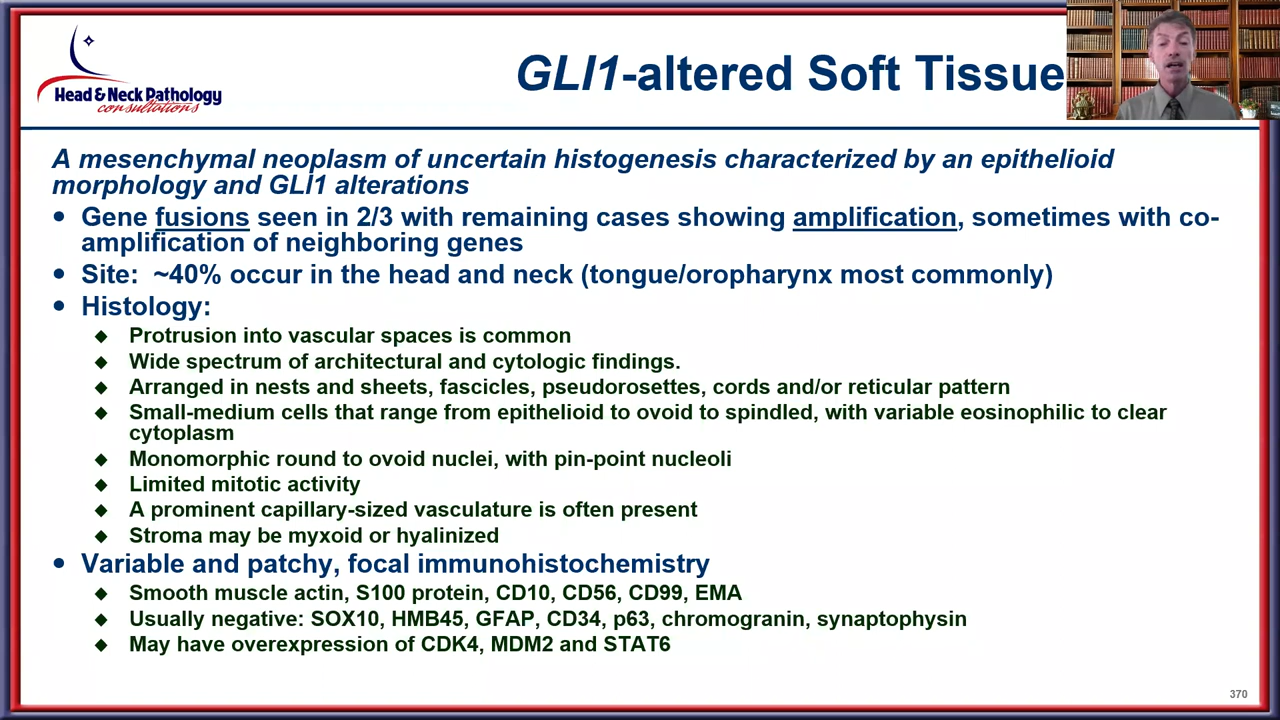 Head & Neck Pathology
consultations
GLI1-altered Soft Tissue
A mesenchymal neoplasm of uncertain histogenesis characterized by an epithelioid
morphology and GLI1 alterations
• Gene fusions seen in 2/3 with remaining cases showing amplification, sometimes with co-
amplification of neighboring genes
• Site: ~40% occur in the head and neck (tongue/oropharynx most commonly)
• Histology:
◆ Protrusion into vascular spaces is common
◆ Wide spectrum of architectural and cytologic findings.
◆ Arranged in nests and sheets, fascicles, pseudorosettes, cords and/or reticular pattern
◆ Small-medium cells that range from epithelioid to ovoid to spindled, with variable eosinophilic to clear
cytoplasm
◆ Monomorphic round to ovoid nuclei, with pin-point nucleoli
◆ Limited mitotic activity
◆ A prominent capillary-sized vasculature is often present
◆ Stroma may be myxoid or hyalinized
• Variable and patchy, focal immunohistochemistry
◆ Smooth muscle actin, S100 protein, CD10, CD56, CD99, EMA
◆ Usually negative: SOX10, HMB45, GFAP, CD34, p63, chromogranin, synaptophysin
◆ May have overexpression of CDK4, MDM2 and STAT6
370